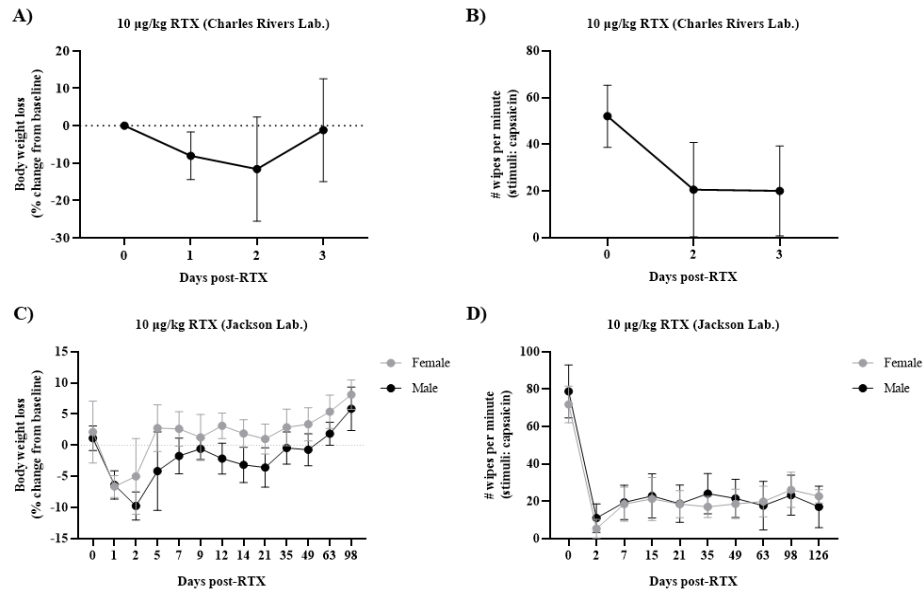 A)
10 µg/kg RTX (Charles Rivers Lab.)
Body weight loss
(% change from baseline)
20
10
0
-10
-20
-30
0 1 2 3
Days post-RTX
B)
10 µg/kg RTX (Charles Rivers Lab.)
# wipes per minute
(stimuli: capsaicin)
80
60
40
20
0
0 2 3
Days post-RTX
C)
10 µg/kg RTX (Jackson Lab.)
Body weight loss
(% change from baseline)
15
10
5
0
-5
-10
-15
0 1 2 5 7 9 12 14 21 35 49 63 98
Days post-RTX
Female
Male
D)
10 µg/kg RTX (Jackson Lab.)
# wipes per minute
(stimuli: capsaicin)
100
80
60
40
20
0
0 2 7 15 21 35 49 63 98 126
Days post-RTX
Female
Male